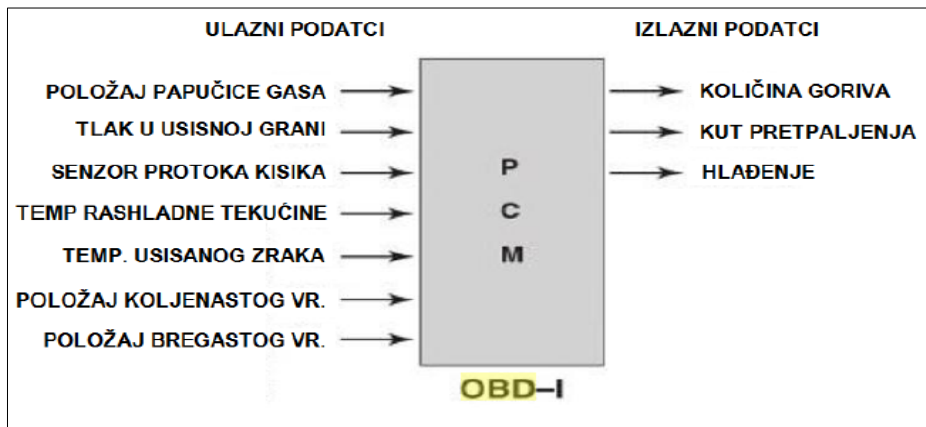 ULAZNI PODATCI
IZLAZNI PODATCI
POLOŽAJ PAPUČICE GASA
TLAK U USISNOJ GRANI
SENZOR PROTOKA KISIKA
TEMP RASHLADNE TEKUĆINE
TEMP. USISANOG ZRAKA
POLOŽAJ KOLJENASTOG VR.
POLOŽAJ BREGASTOG VR.
P
C
M
KOLIČINA GORIVA
KUT PRETPALJENJA
HLAĐENJE
OBD–I